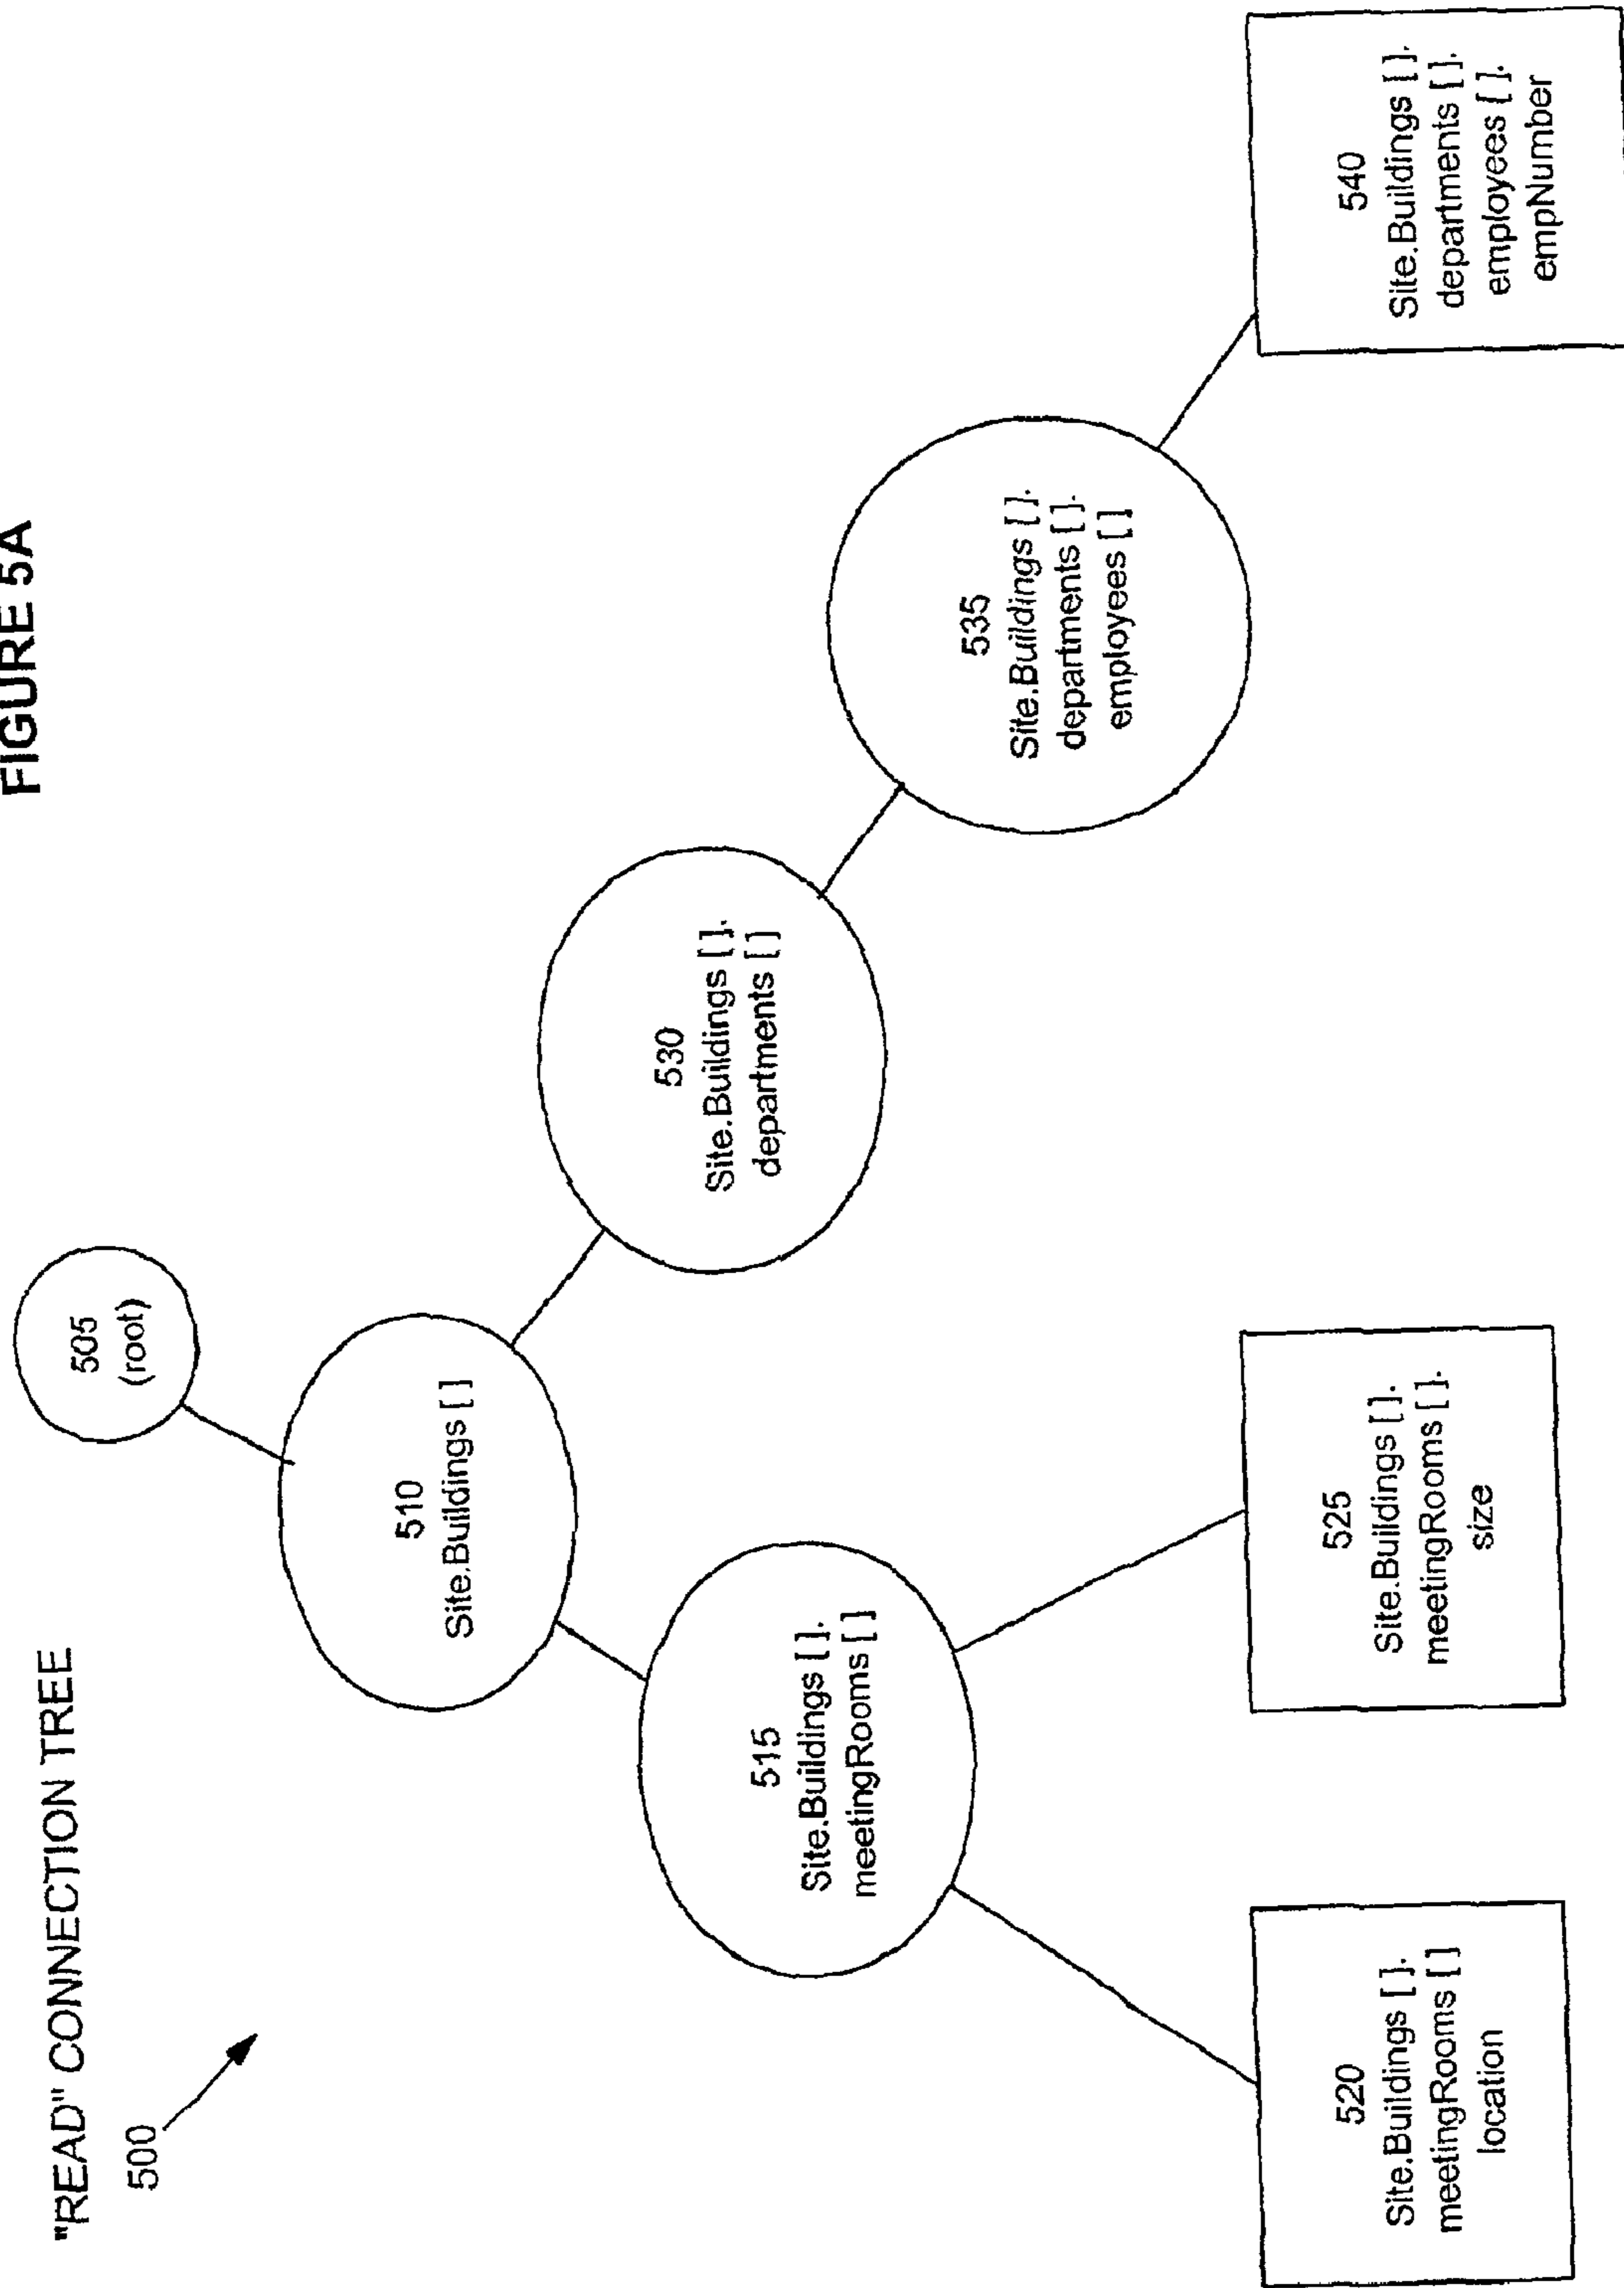 FIGURE 5A
"READ" CONNECTION TREE
500
505
(root)
510
Site.Buildings [ ]
515
Site.Buildings [ ].
meetingRooms [ ]
530
Site.Buildings [ ].
departments [ ]
535
Site.Buildings [ ].
departments [ ].
employees [ ]
520
Site.Buildings [ ].
meetingRooms [ ]
location
525
Site.Buildings [ ].
meetingRooms [ ].
size
540
Site.Buildings [ ].
departments [ ].
employees [ ].
empNumber